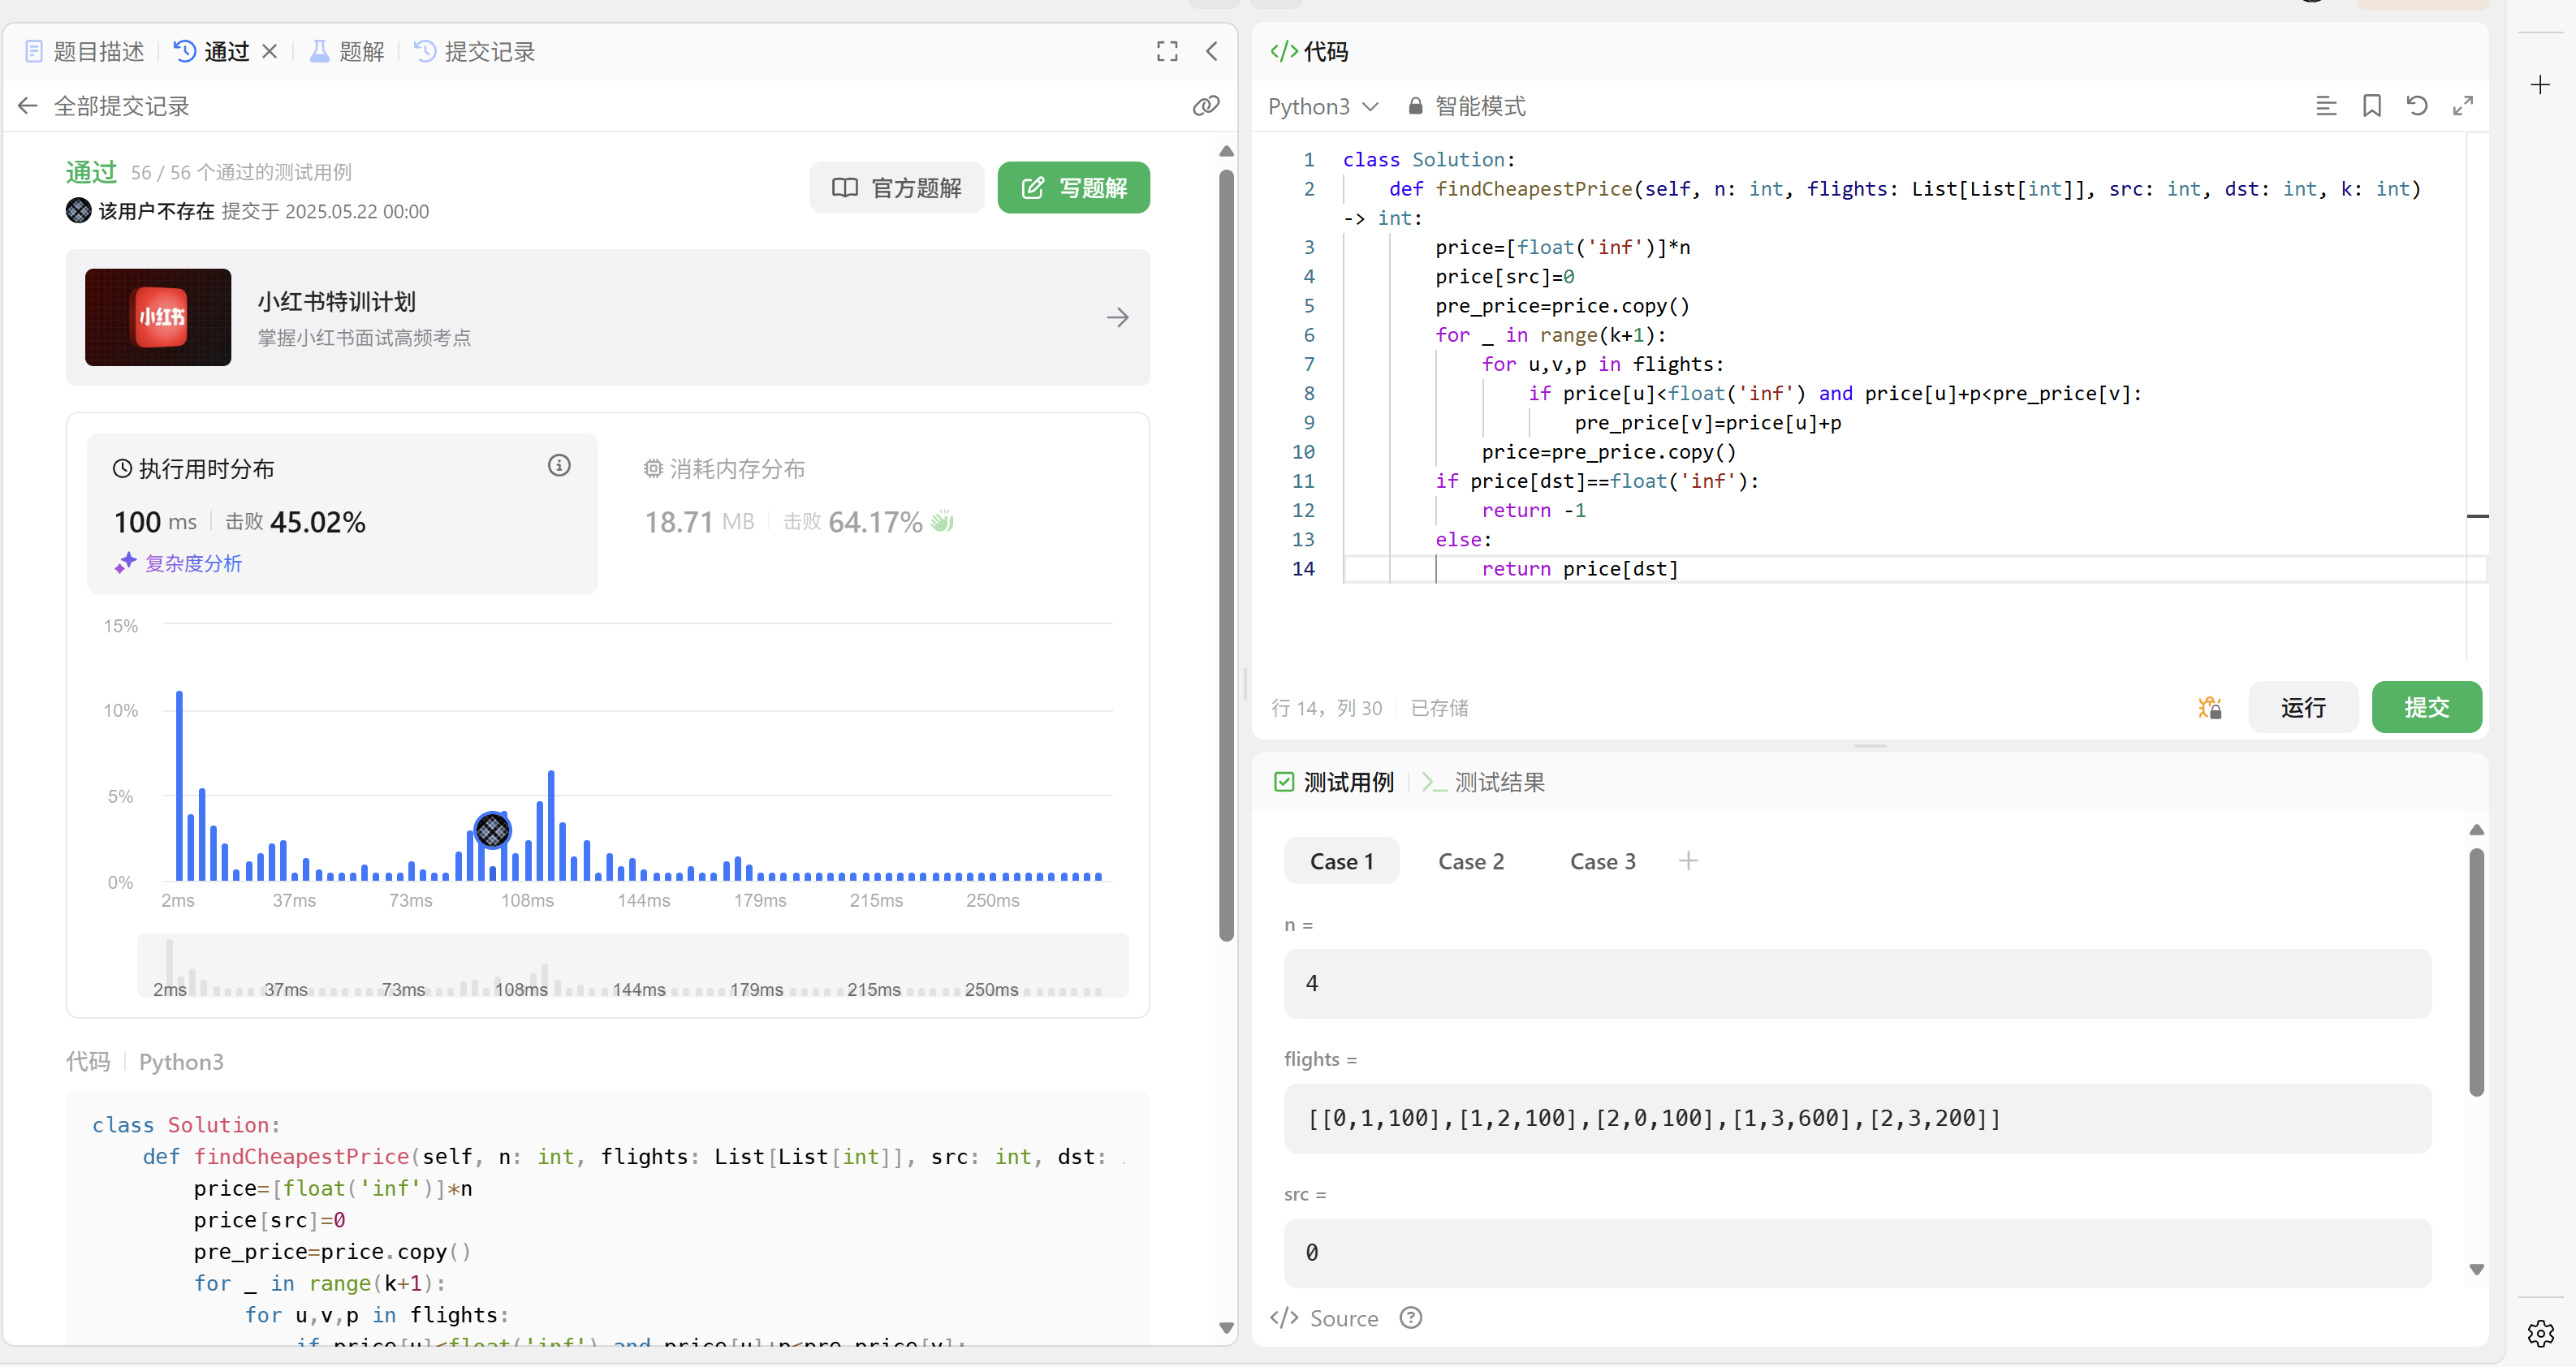 题目描述
通过
题解
提交记录
全部提交记录
通过 56 / 56 个通过的测试用例
该用户不存在 提交于 2025.05.22 00:00
官方题解
写题解
小红书
小红书特训计划
掌握小红书面试高频考点
执行用时分布
100 ms 击败 45.02%
复杂度分析
消耗内存分布
18.71 MB 击败 64.17%
15%
10%
5%
0%
2ms 37ms 73ms 108ms 144ms 179ms 215ms 250ms
2ms 37ms 73ms 108ms 144ms 179ms 215ms 250ms
代码 Python3
class Solution:
def findCheapestPrice(self, n: int, flights: List[List[int]], src: int, dst:
price=[float('inf')]*n
price[src]=0
pre_price=price.copy()
for _ in range(k+1):
for u,v,p in flights:
if price[u]<float('inf') and price[u]+p<pre_price[v]:
代码
Python3
智能模式
1 class Solution:
2 def findCheapestPrice(self, n: int, flights: List[List[int]], src: int, dst: int, k: int)
-> int:
3 price=[float('inf')]*n
4 price[src]=0
5 pre_price=price.copy()
6 for _ in range(k+1):
7 for u,v,p in flights:
8 if price[u]<float('inf') and price[u]+p<pre_price[v]:
9 pre_price[v]=price[u]+p
10 price=pre_price.copy()
11 if price[dst]==float('inf'):
12 return -1
13 else:
14 return price[dst]
行 14，列 30 已存储
运行
提交
测试用例
测试结果
Case 1
Case 2
Case 3
n =
4
flights =
[[0,1,100],[1,2,100],[2,0,100],[1,3,600],[2,3,200]]
src =
0
Source